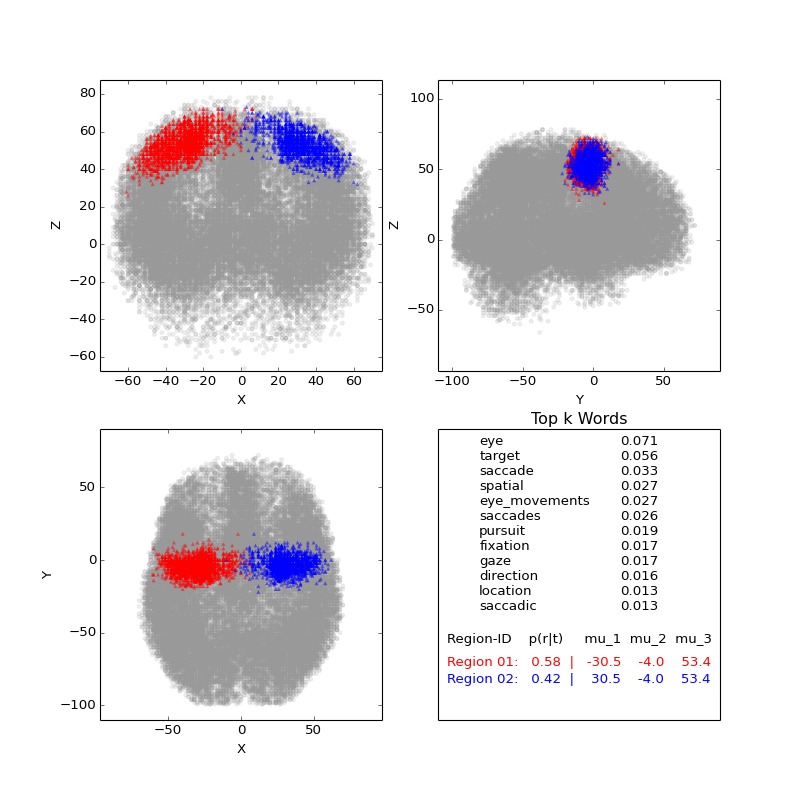 80
60
40
20
0
−20
−40
−60
Z
−60 −40 −20 0 20 40 60
X
100
50
0
−50
Z
−100 −50 0 50
Y
50
0
−50
−100
Y
−50 0 50
X
Top k Words
eye 0.071
target 0.056
saccade 0.033
spatial 0.027
eye_movements 0.027
saccades 0.026
pursuit 0.019
fixation 0.017
gaze 0.017
direction 0.016
location 0.013
saccadic 0.013
Region-ID p(r|t) mu_1 mu_2 mu_3
Region 01: 0.58 | -30.5 -4.0 53.4
Region 02: 0.42 | 30.5 -4.0 53.4